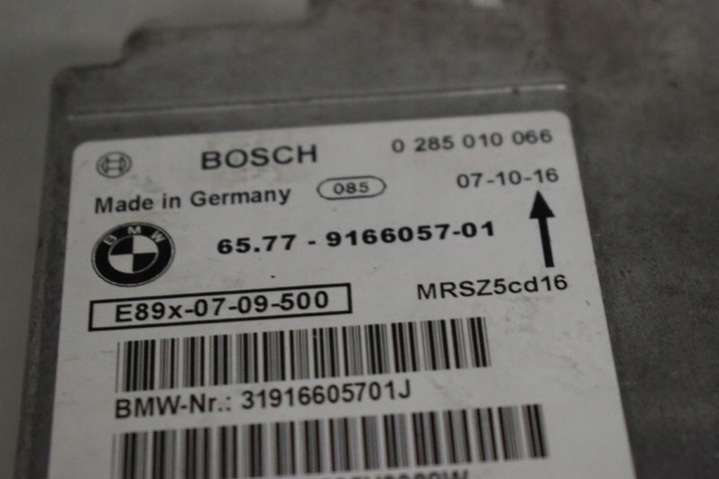 BOSCH 0 285 010 066
Made in Germany 085 07-10-16
BMW 65.77 - 9166057-01
E89x-07-09-500 MRSZ5cd16
BMW-Nr.: 31916605701J